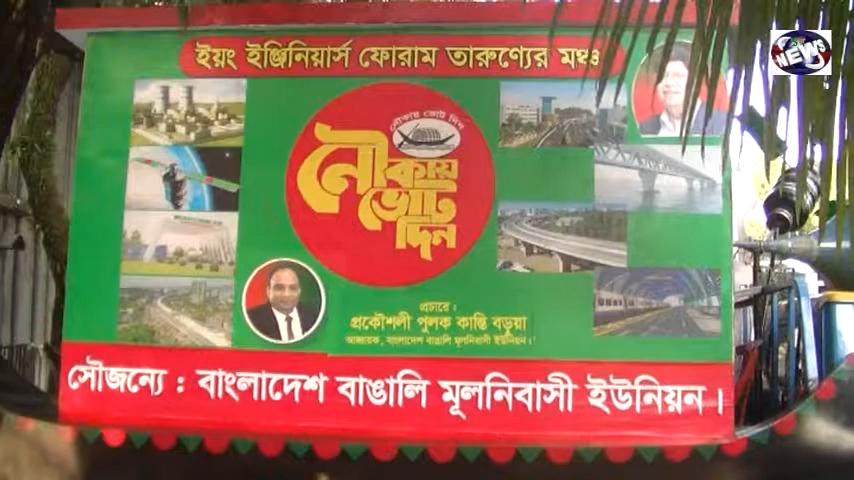 ইয়ং ইঞ্জিনিয়ার্স ফোরাম তারুণ্যের মঞ্চ
NEWS
নৌকায় ভোট দিন
নৌকায়
ভোট
দিন
প্রচারে :
প্রকৌশলী পুলক কান্তি বড়ুয়া
আহ্বায়ক, বাংলাদেশ বাঙালি মূলনিবাসী ইউনিয়ন।
সৌজন্যে : বাংলাদেশ বাঙালি মূলনিবাসী ইউনিয়ন।